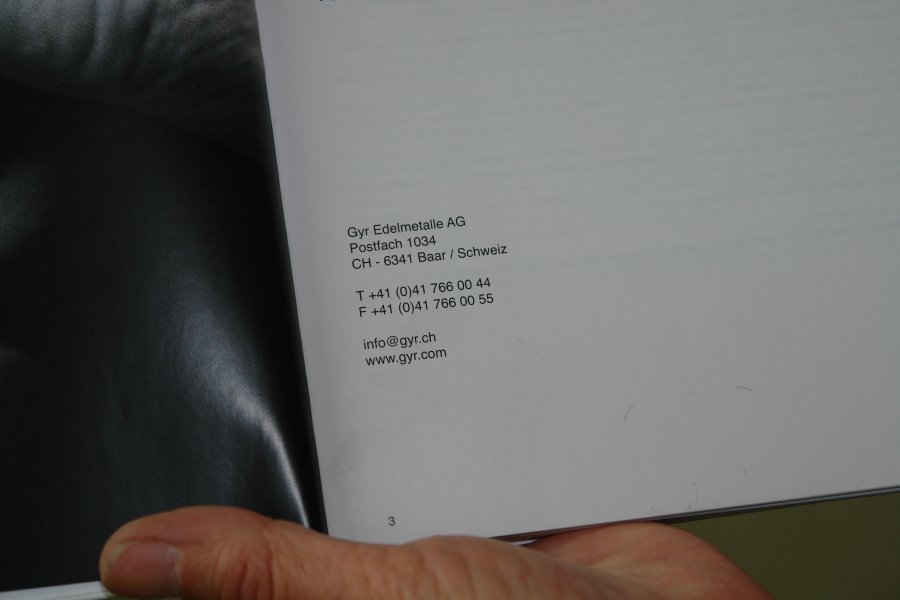 Gyr Edelmetalle AG
Postfach 1034
CH - 6341 Baar / Schweiz
T +41 (0)41 766 00 44
F +41 (0)41 766 00 55
info@gyr.ch
www.gyr.com
3